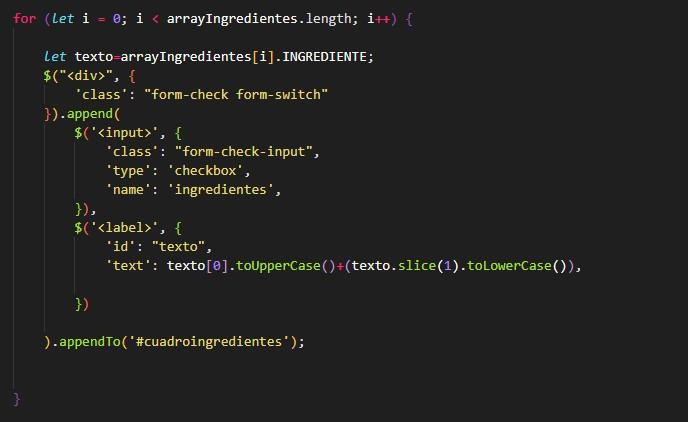 for (let i = 0; i < arrayIngredientes.length; i++) {
let texto=arrayIngredientes[i].INGREDIENTE;
$("<div>", {
'class': "form-check form-switch"
}).append(
$('<input>', {
'class': "form-check-input",
'type': 'checkbox',
'name': 'ingredientes',
}),
$('<label>', {
'id': "texto",
'text': texto[0].toUpperCase()+(texto.slice(1).toLowerCase()),
})
).appendTo('#cuadroingredientes');
}